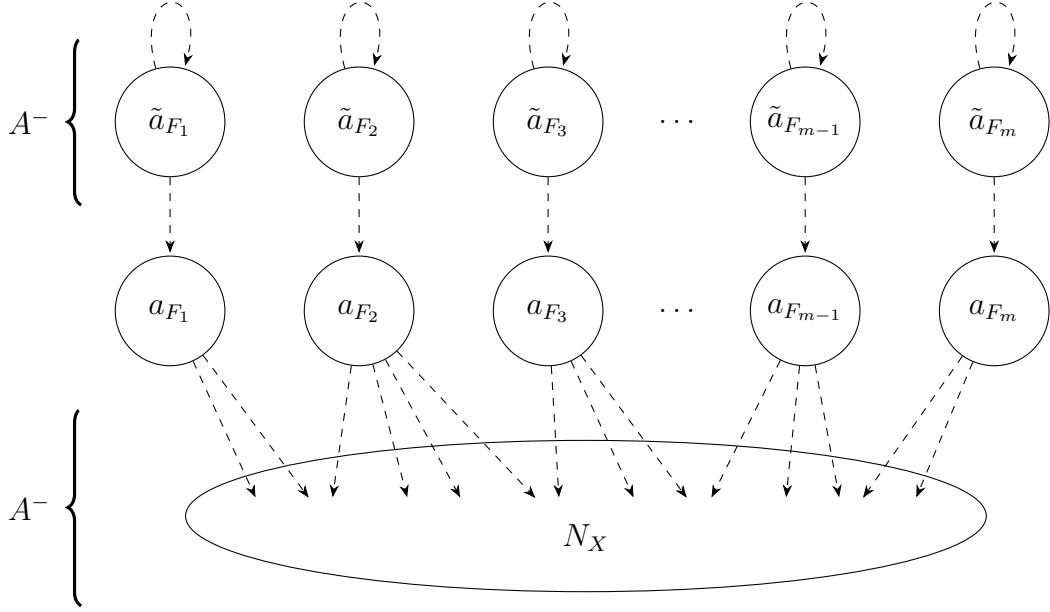 A⁻ ã_{F_1} ã_{F_2} ã_{F_3} ⋯ ã_{F_{m−1}} ã_{F_m}
a_{F_1} a_{F_2} a_{F_3} ⋯ a_{F_{m−1}} a_{F_m}
A⁻ N_X